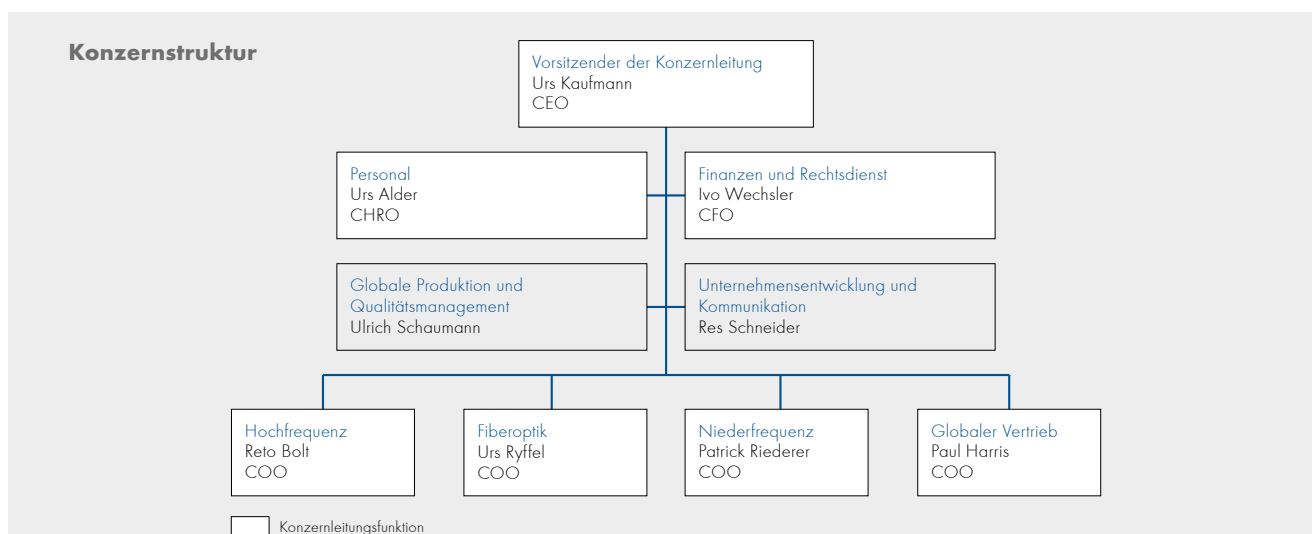 Konzernstruktur
Vorsitzender der Konzernleitung
Urs Kaufmann
CEO
Personal
Urs Alder
CHRO
Finanzen und Rechtsdienst
Ivo Wechsler
CFO
Globale Produktion und
Qualitätsmanagement
Ulrich Schaumann
Unternehmensentwicklung und
Kommunikation
Res Schneider
Hochfrequenz
Reto Bolt
COO
Fiberoptik
Urs Ryffel
COO
Niederfrequenz
Patrick Riederer
COO
Globaler Vertrieb
Paul Harris
COO
Konzernleitungsfunktion